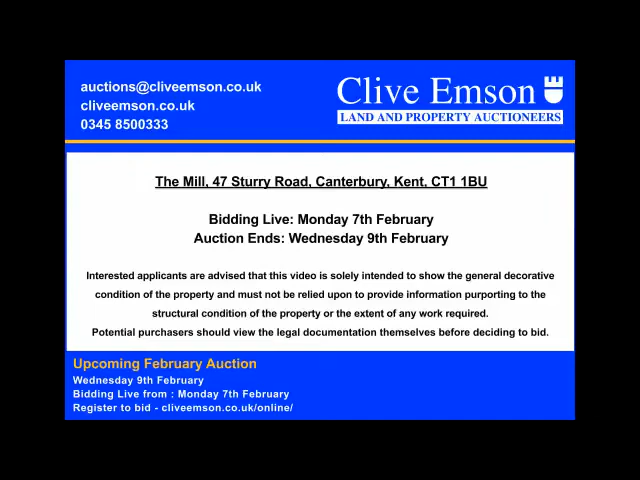 auctions@cliveemson.co.uk
cliveemson.co.uk
0345 8500333
Clive Emson
LAND AND PROPERTY AUCTIONEERS
The Mill, 47 Sturry Road, Canterbury, Kent, CT1 1BU
Bidding Live: Monday 7th February
Auction Ends: Wednesday 9th February
Interested applicants are advised that this video is solely intended to show the general decorative
condition of the property and must not be relied upon to provide information purporting to the
structural condition of the property or the extent of any work required.
Potential purchasers should view the legal documentation themselves before deciding to bid.
Upcoming February Auction
Wednesday 9th February
Bidding Live from : Monday 7th February
Register to bid - cliveemson.co.uk/online/